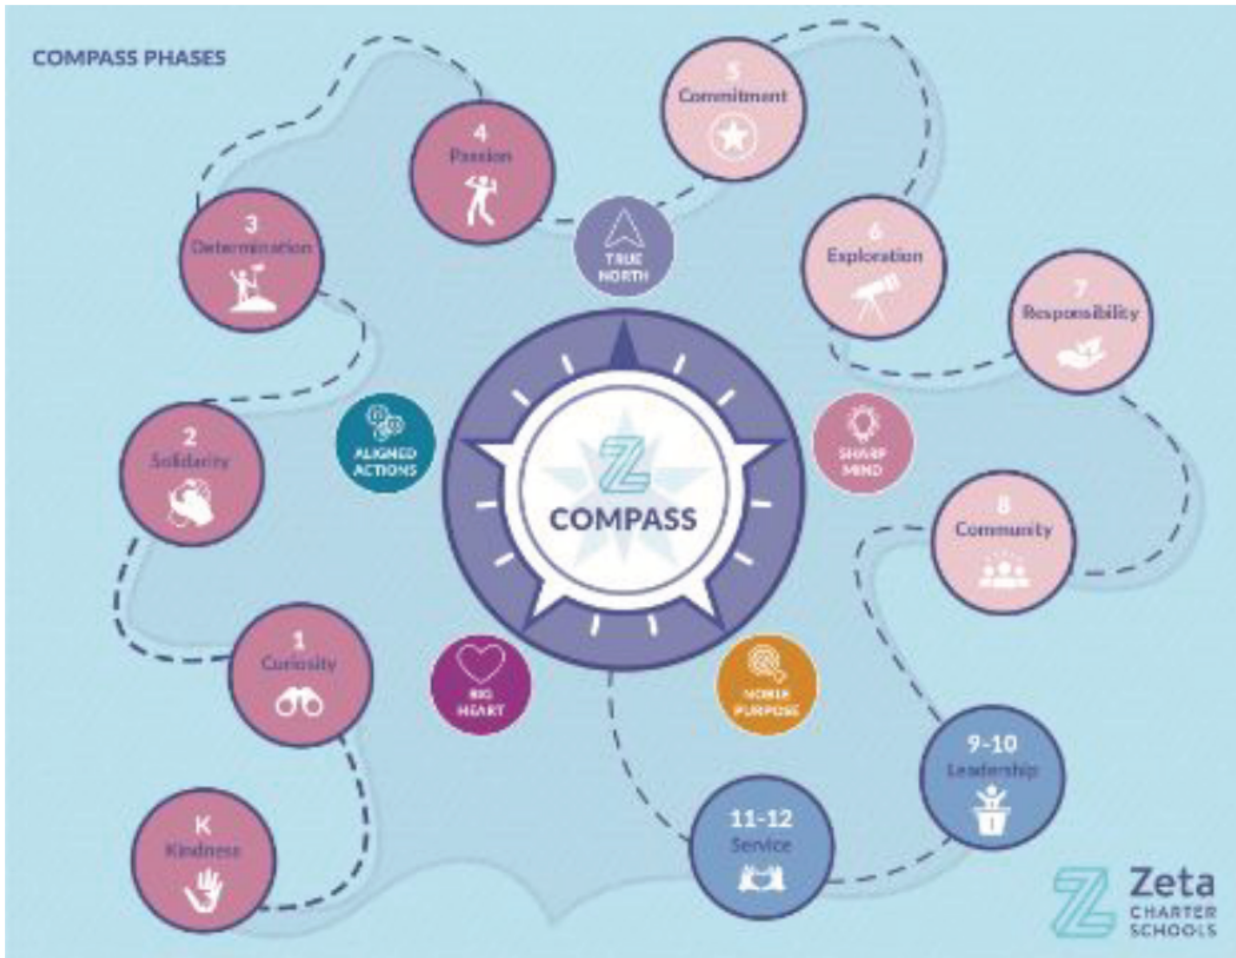 COMPASS PHASES
5
Commitment
4
Passion
3
Determination
TRUE
NORTH
6
Exploration
7
Responsibility
2
Solidarity
ALIGNED
ACTIONS
Z
COMPASS
SHARP
MIND
8
Community
1
Curiosity
BIG
HEART
NOBLE
PURPOSE
9-10
Leadership
K
Kindness
11-12
Service
Zeta
CHARTER
SCHOOLS